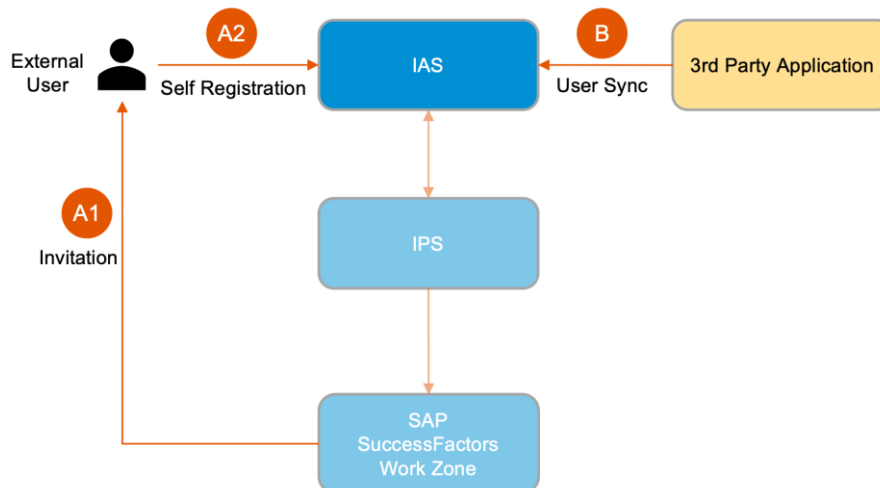 A2
B
External
User
Self Registration
IAS
User Sync
3rd Party Application
A1
Invitation
IPS
SAP
SuccessFactors
Work Zone